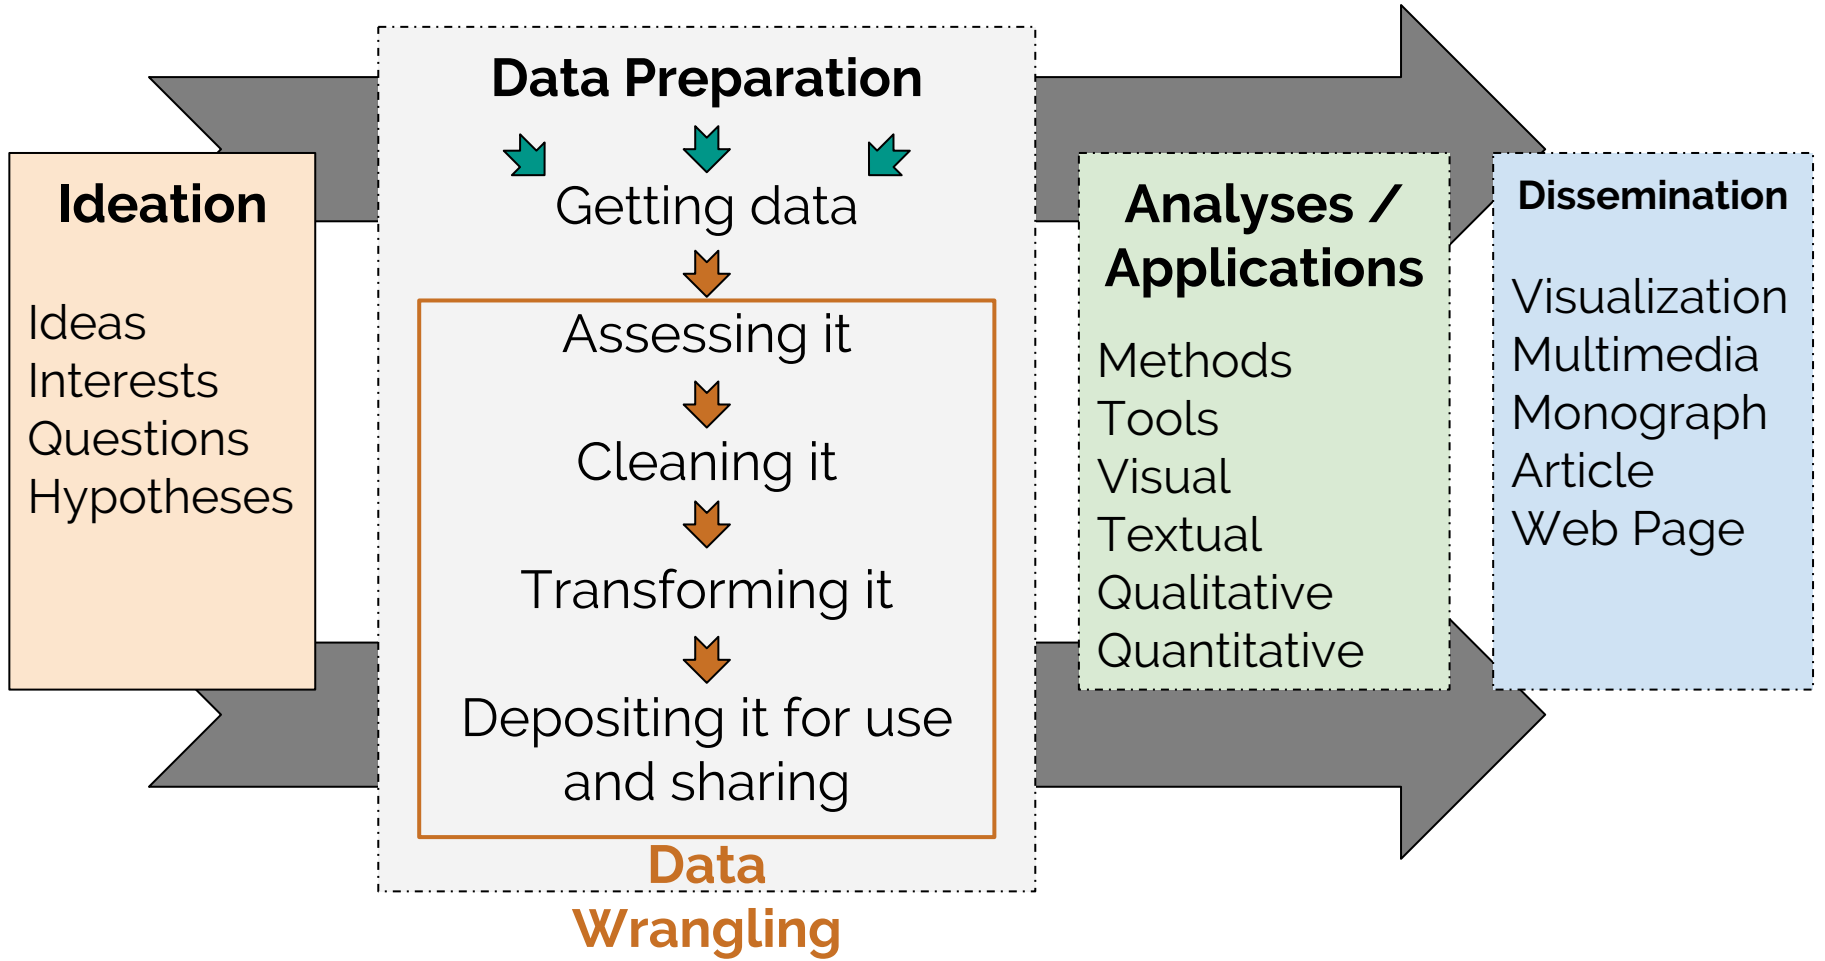 Ideation
Ideas
Interests
Questions
Hypotheses
Data Preparation
Getting data
Assessing it
Cleaning it
Transforming it
Depositing it for use
and sharing
Data
Wrangling
Analyses /
Applications
Methods
Tools
Visual
Textual
Qualitative
Quantitative
Dissemination
Visualization
Multimedia
Monograph
Article
Web Page